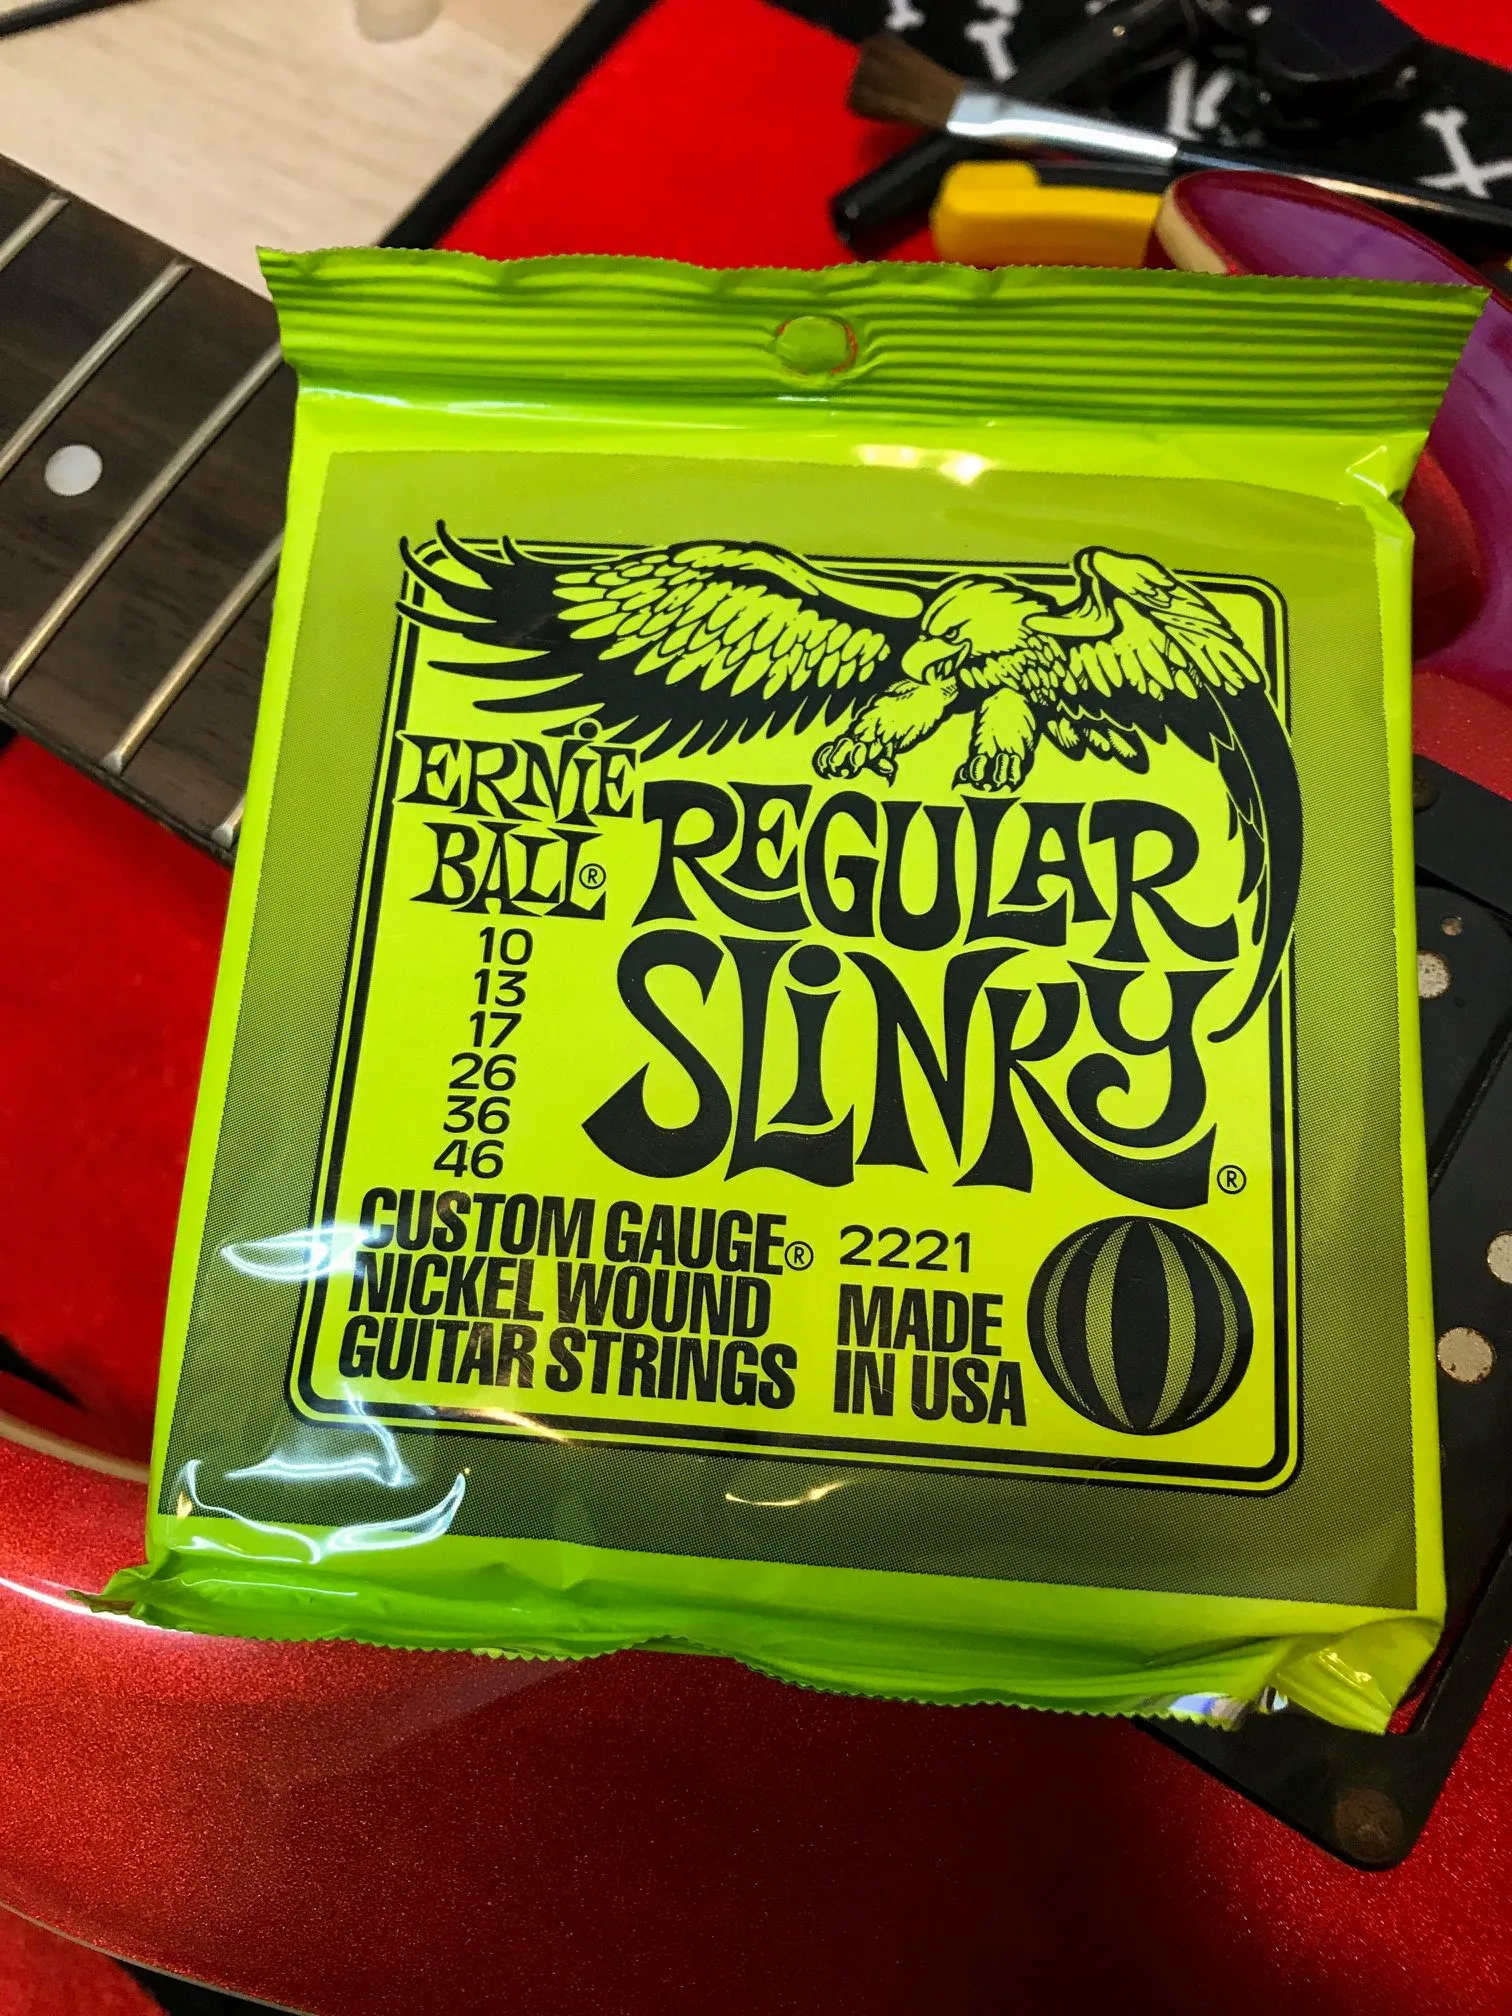 ERNiE
BALL®
REGULAR
SLiNKY®
10
13
17
26
36
46
CUSTOM GAUGE®
NICKEL WOUND
GUITAR STRINGS
2221
MADE
IN USA